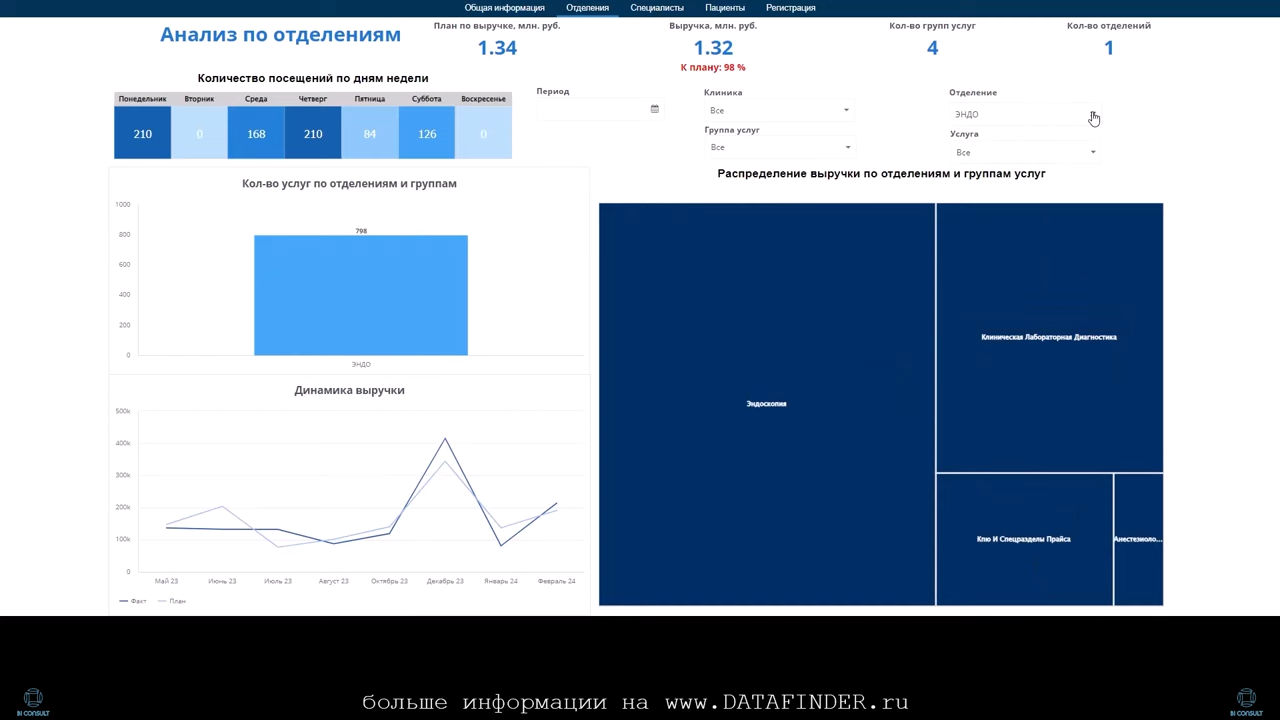 Общая информация
Отделения
Специалисты
Пациенты
Регистрация
Анализ по отделениям
План по выручке, млн. руб.
1.34
Выручка, млн. руб.
1.32
К плану: 98 %
Кол-во групп услуг
4
Кол-во отделений
1
Количество посещений по дням недели
Понедельник Вторник Среда Четверг Пятница Суббота Воскресенье
210 0 168 210 84 126 0
Период
Клиника
Все
Группа услуг
Все
Отделение
ЭНДО
Услуга
Все
Кол-во услуг по отделениям и группам
1000
800
600
400
200
0
798
ЭНДО
Динамика выручки
500k
400k
300k
200k
100k
0
Май 23 Июнь 23 Июль 23 Август 23 Октябрь 23 Декабрь 23 Январь 24 Февраль 24
Факт План
Распределение выручки по отделениям и группам услуг
Эндоскопия
Клиническая Лабораторная Диагностика
Кпю И Спецразделы Прайса
Анестезиоло...
больше информации на www.DATAFINDER.ru
BI CONSULT
BI CONSULT